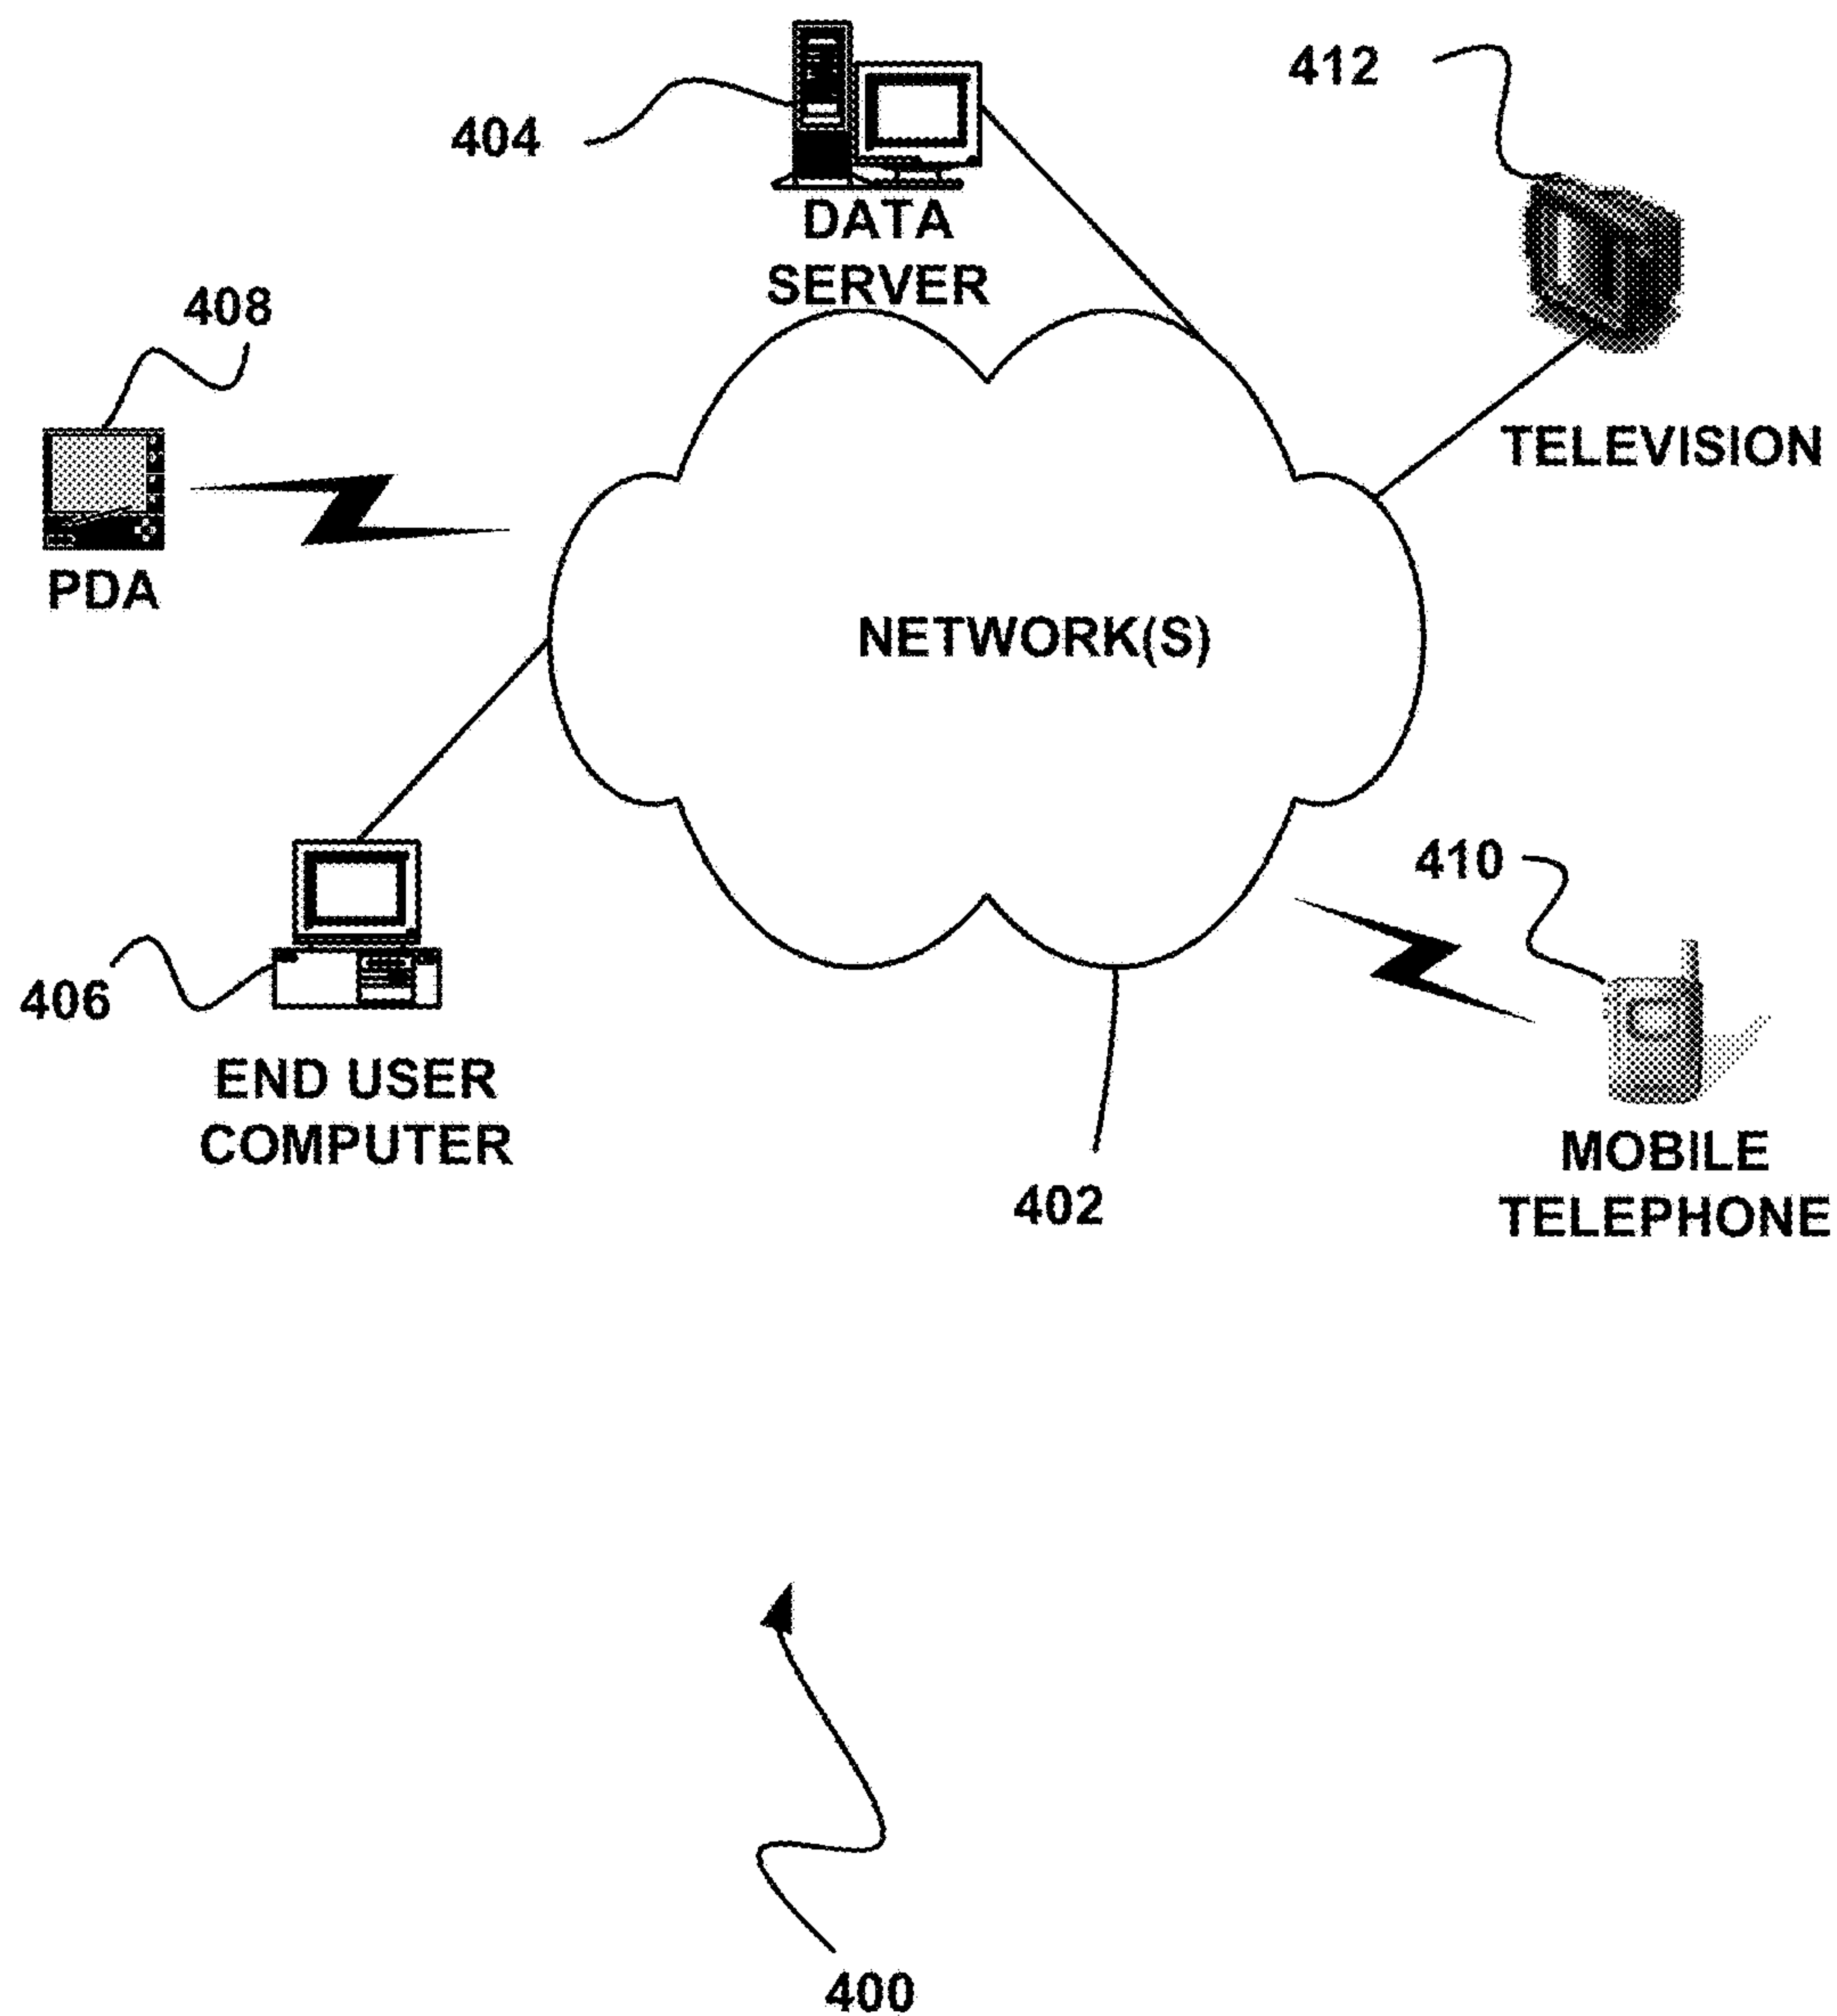 412
404
DATA
SERVER
408
TELEVISION
PDA
NETWORK(S)
410
406
END USER
COMPUTER
MOBILE
TELEPHONE
402
400